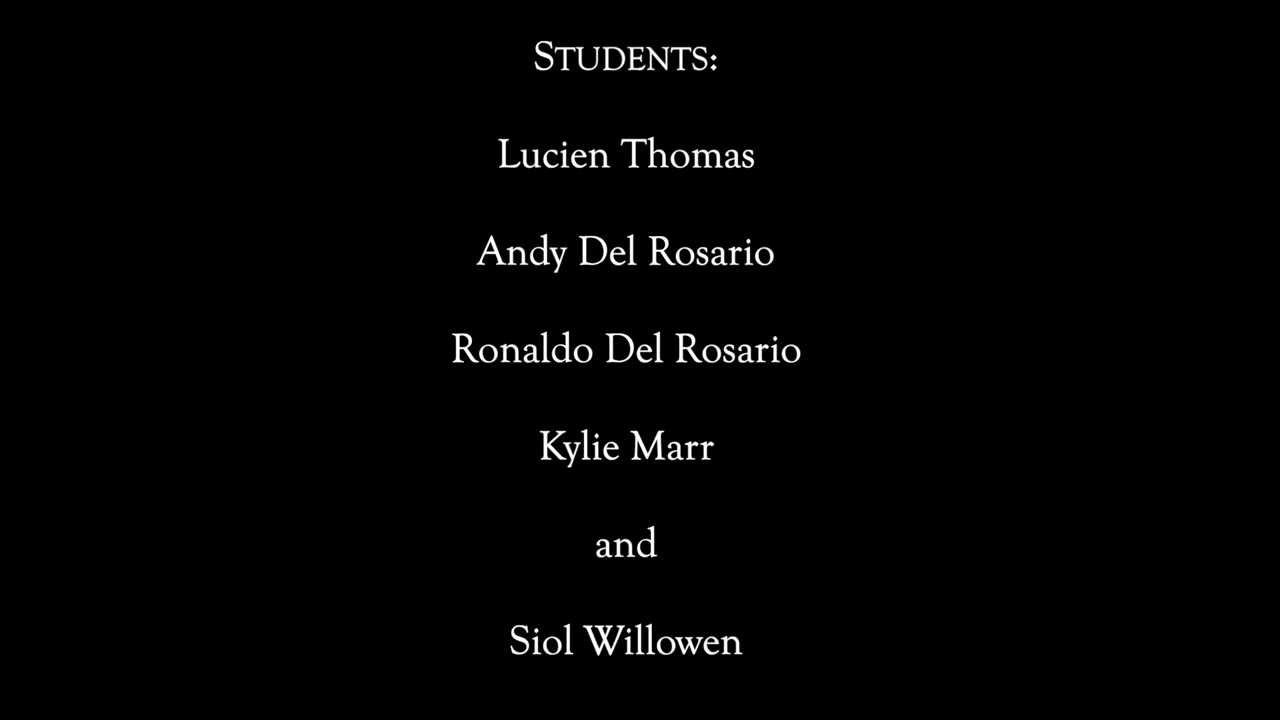 STUDENTS:
Lucien Thomas
Andy Del Rosario
Ronaldo Del Rosario
Kylie Marr
and
Siol Willowen